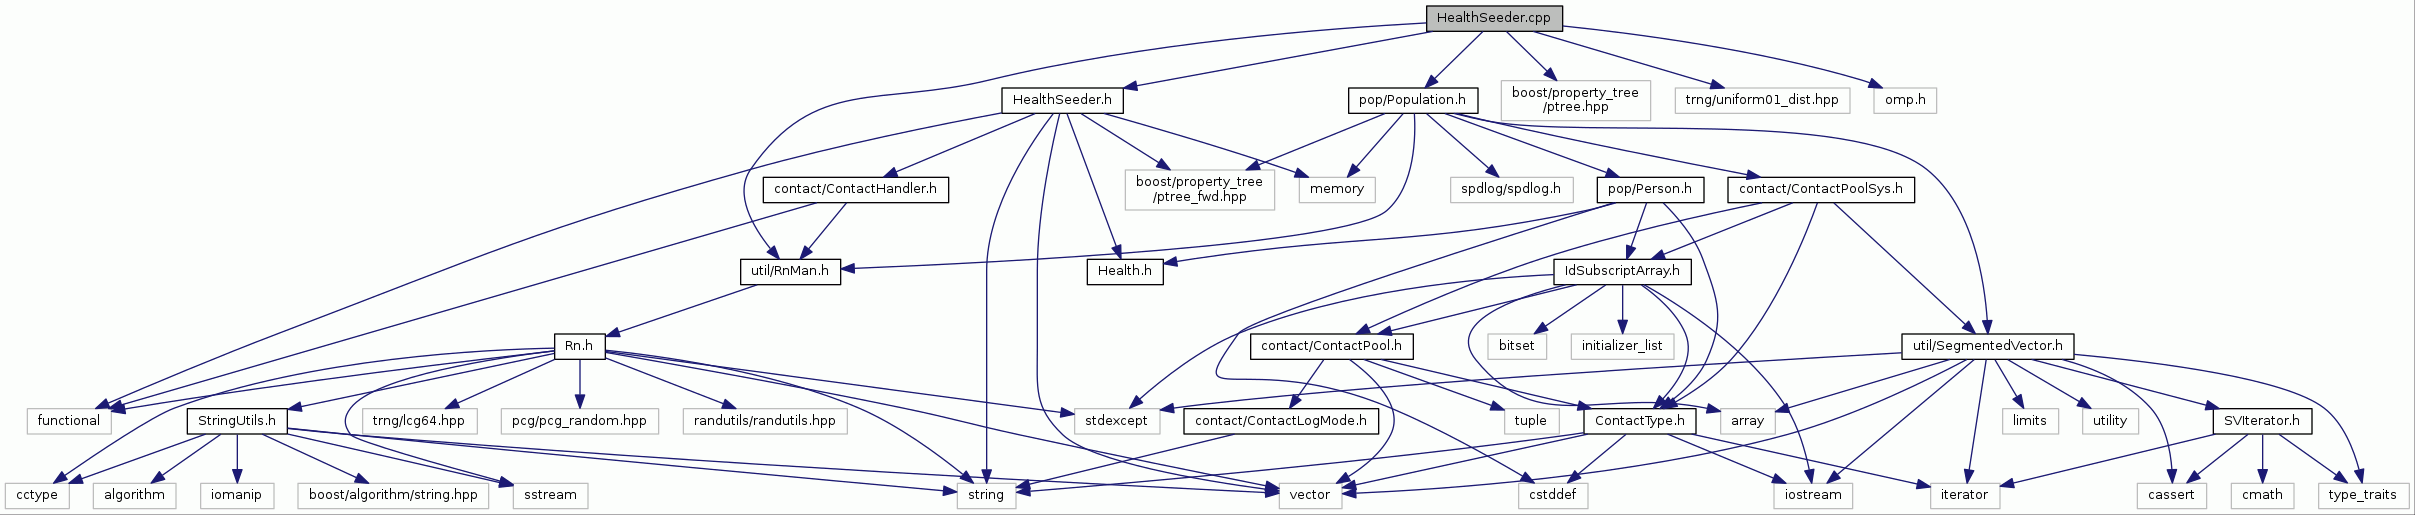 HealthSeeder.cpp
HealthSeeder.h
pop/Population.h
boost/property_tree
/ptree.hpp
trng/uniform01_dist.hpp
omp.h
contact/ContactHandler.h
boost/property_tree
/ptree_fwd.hpp
memory
spdlog/spdlog.h
pop/Person.h
contact/ContactPoolSys.h
util/RnMan.h
Health.h
IdSubscriptArray.h
Rn.h
contact/ContactPool.h
bitset
initializer_list
util/SegmentedVector.h
functional
StringUtils.h
trng/lcg64.hpp
pcg/pcg_random.hpp
randutils/randutils.hpp
stdexcept
contact/ContactLogMode.h
tuple
ContactType.h
array
limits
utility
SVIterator.h
cctype
algorithm
iomanip
boost/algorithm/string.hpp
sstream
string
vector
cstddef
iostream
iterator
cassert
cmath
type_traits